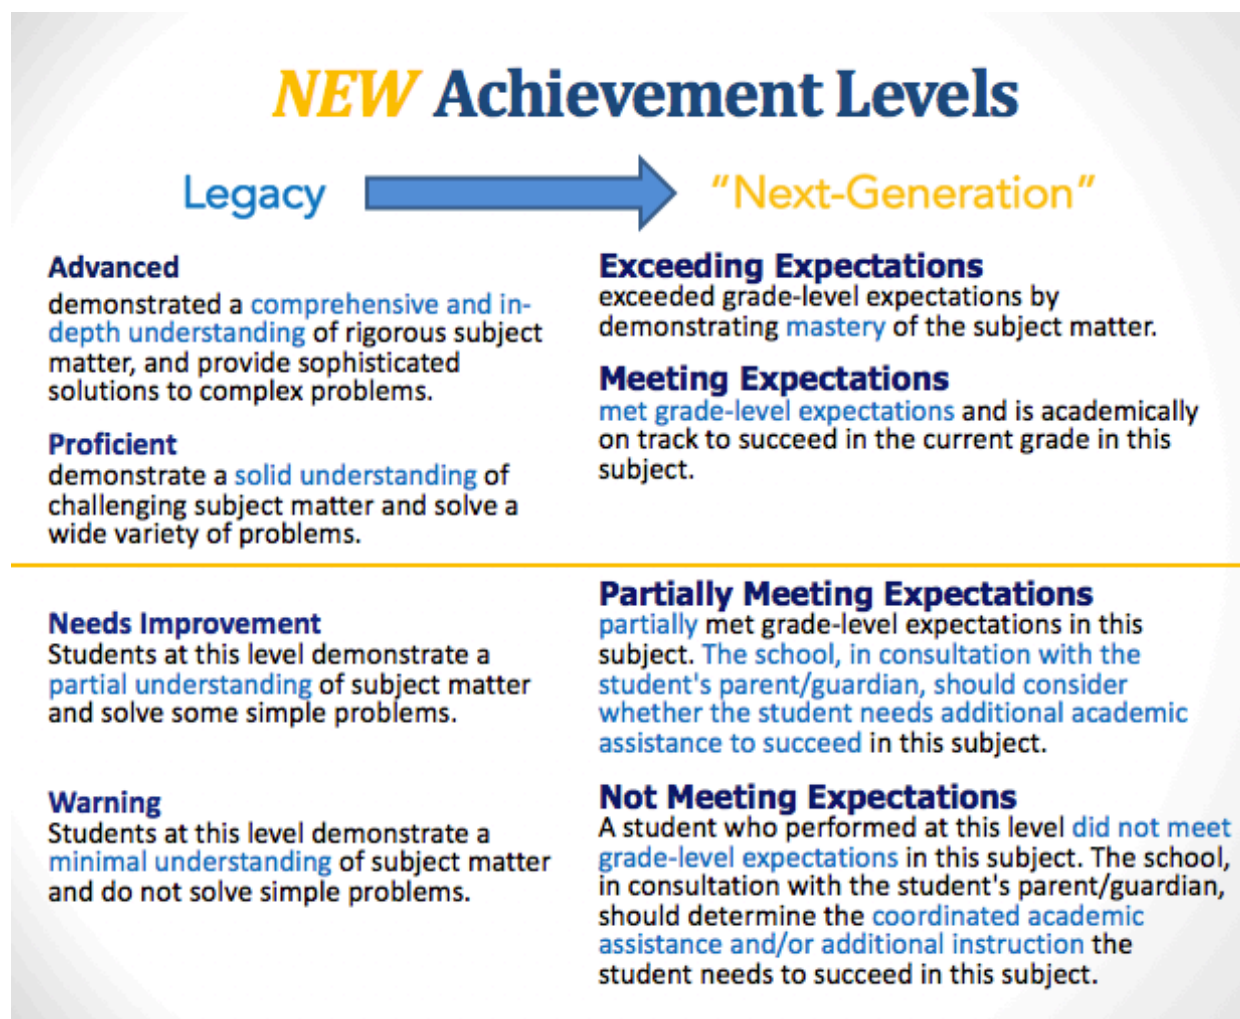 NEW Achievement Levels
Legacy
"Next-Generation"
Advanced
demonstrated a comprehensive and in-
depth understanding of rigorous subject
matter, and provide sophisticated
solutions to complex problems.
Proficient
demonstrate a solid understanding of
challenging subject matter and solve a
wide variety of problems.
Exceeding Expectations
exceeded grade-level expectations by
demonstrating mastery of the subject matter.
Meeting Expectations
met grade-level expectations and is academically
on track to succeed in the current grade in this
subject.
Needs Improvement
Students at this level demonstrate a
partial understanding of subject matter
and solve some simple problems.
Warning
Students at this level demonstrate a
minimal understanding of subject matter
and do not solve simple problems.
Partially Meeting Expectations
partially met grade-level expectations in this
subject. The school, in consultation with the
student's parent/guardian, should consider
whether the student needs additional academic
assistance to succeed in this subject.
Not Meeting Expectations
A student who performed at this level did not meet
grade-level expectations in this subject. The school,
in consultation with the student's parent/guardian,
should determine the coordinated academic
assistance and/or additional instruction the
student needs to succeed in this subject.